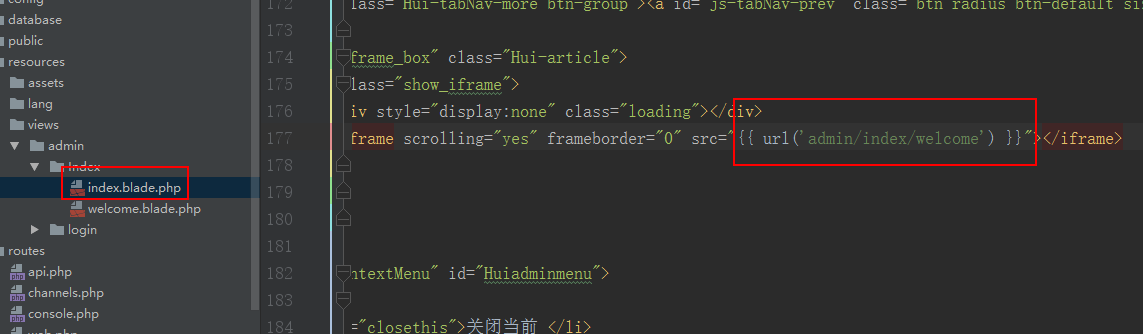 config
database
public
resources
assets
lang
views
admin
Index
index.blade.php
welcome.blade.php
login
routes
api.php
channels.php
console.php
172 class="Hui-tabNav-more btn-group"><a id="js-tabNav-prev" class="btn radius btn-default si
173
174 frame_box" class="Hui-article">
175 lass="show_iframe">
176 iv style="display:none" class="loading"></div>
177 frame scrolling="yes" frameborder="0" src="{{ url('admin/index/welcome') }}"></iframe>
178
179
180
181
182 ntextMenu" id="Huiadminmenu">
183
184 ="closethis">关闭当前 </li>